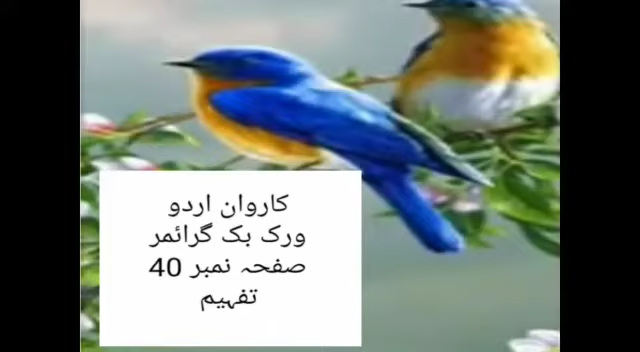 کاروان اردو
ورک بک گرائمر
صفحہ نمبر 40
تفہیم